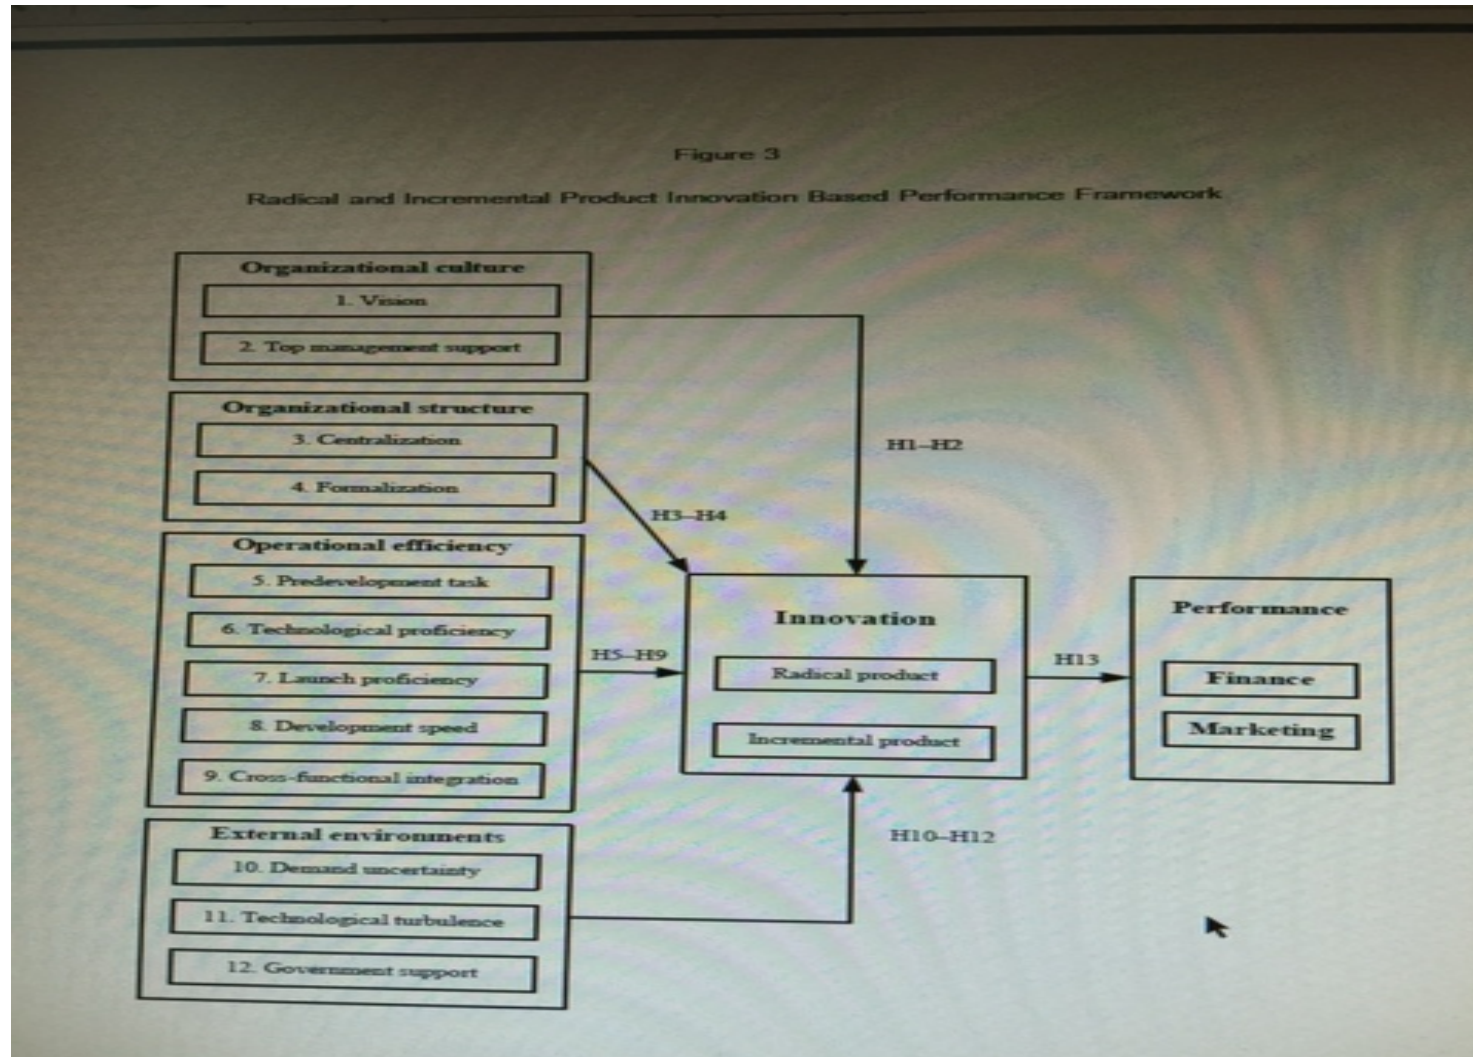 Figure 3
Radical and Incremental Product Innovation Based Performance Framework
Organizational culture
1. Vision
2. Top management support
Organizational structure
3. Centralization
4. Formalization
Operational efficiency
5. Predevelopment task
6. Technological proficiency
7. Launch proficiency
8. Development speed
9. Cross-functional integration
External environments
10. Demand uncertainty
11. Technological turbulence
12. Government support
H1–H2
H3–H4
H5–H9
H10–H12
Innovation
Radical product
Incremental product
H13
Performance
Finance
Marketing